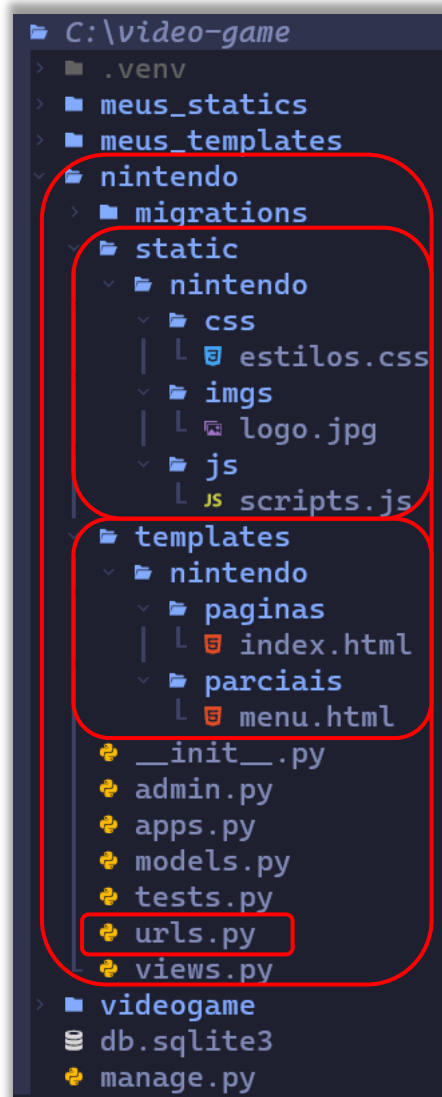 C:\video-game
.venv
meus_statics
meus_templates
nintendo
migrations
static
nintendo
css
estilos.css
imgs
logo.jpg
js
JS scripts.js
templates
nintendo
paginas
index.html
parciais
menu.html
__init__.py
admin.py
apps.py
models.py
tests.py
urls.py
views.py
videogame
db.sqlite3
manage.py